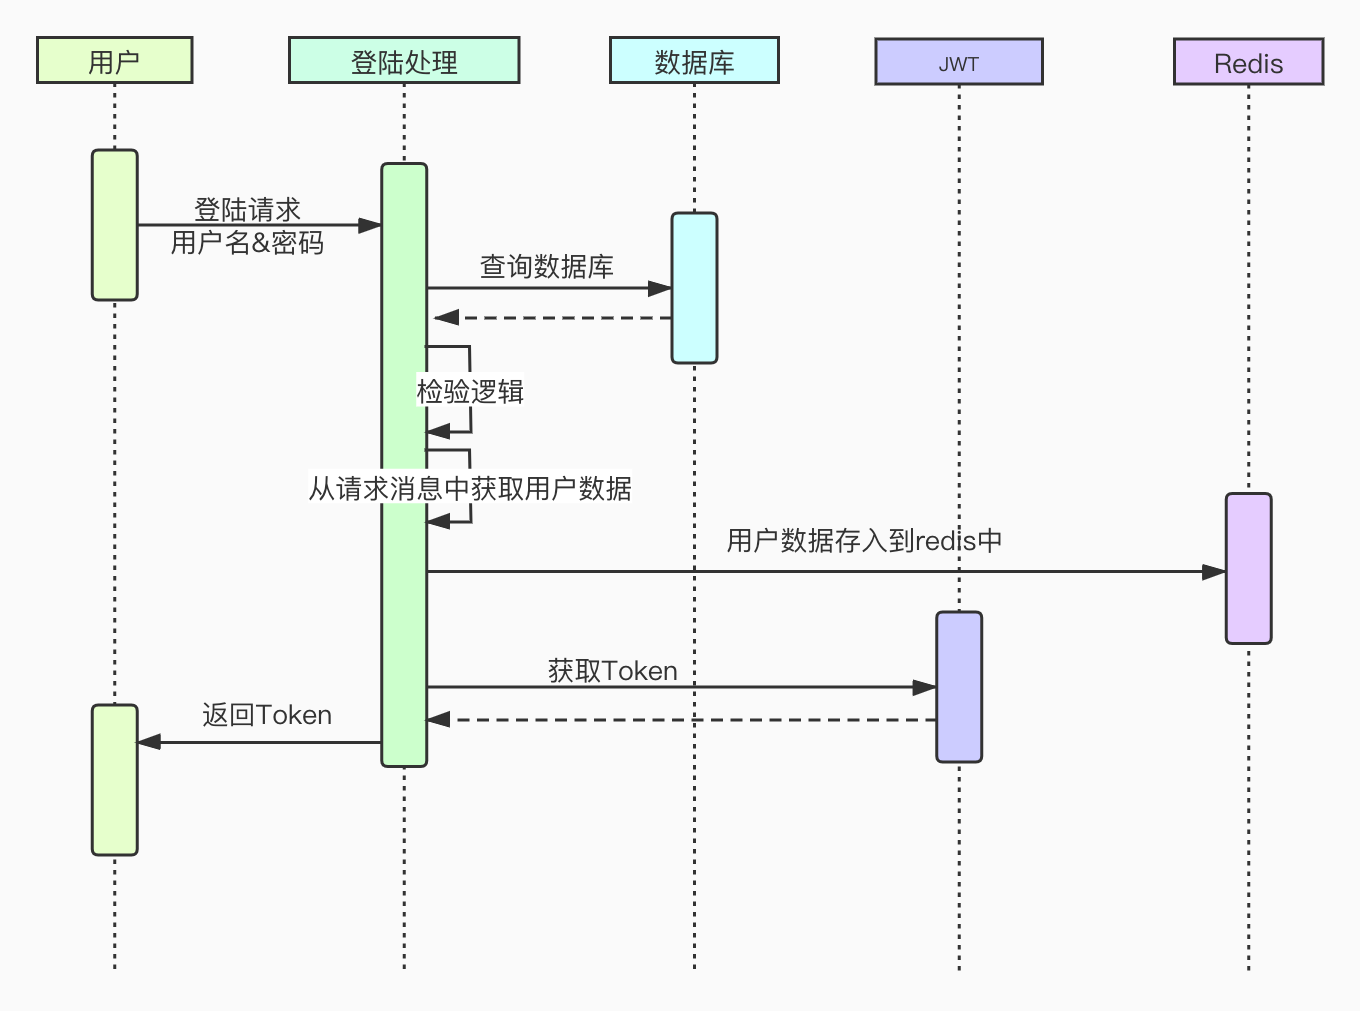 用户
登陆处理
数据库
JWT
Redis
登陆请求
用户名&密码
查询数据库
检验逻辑
从请求消息中获取用户数据
用户数据存入到redis中
获取Token
返回Token